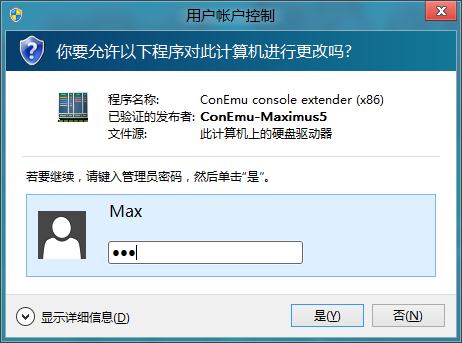 用户帐户控制
你要允许以下程序对此计算机进行更改吗?
程序名称: ConEmu console extender (x86)
已验证的发布者: ConEmu-Maximus5
文件源: 此计算机上的硬盘驱动器
若要继续，请键入管理员密码，然后单击"是"。
Max
●●●
显示详细信息(D)
是(Y)
否(N)